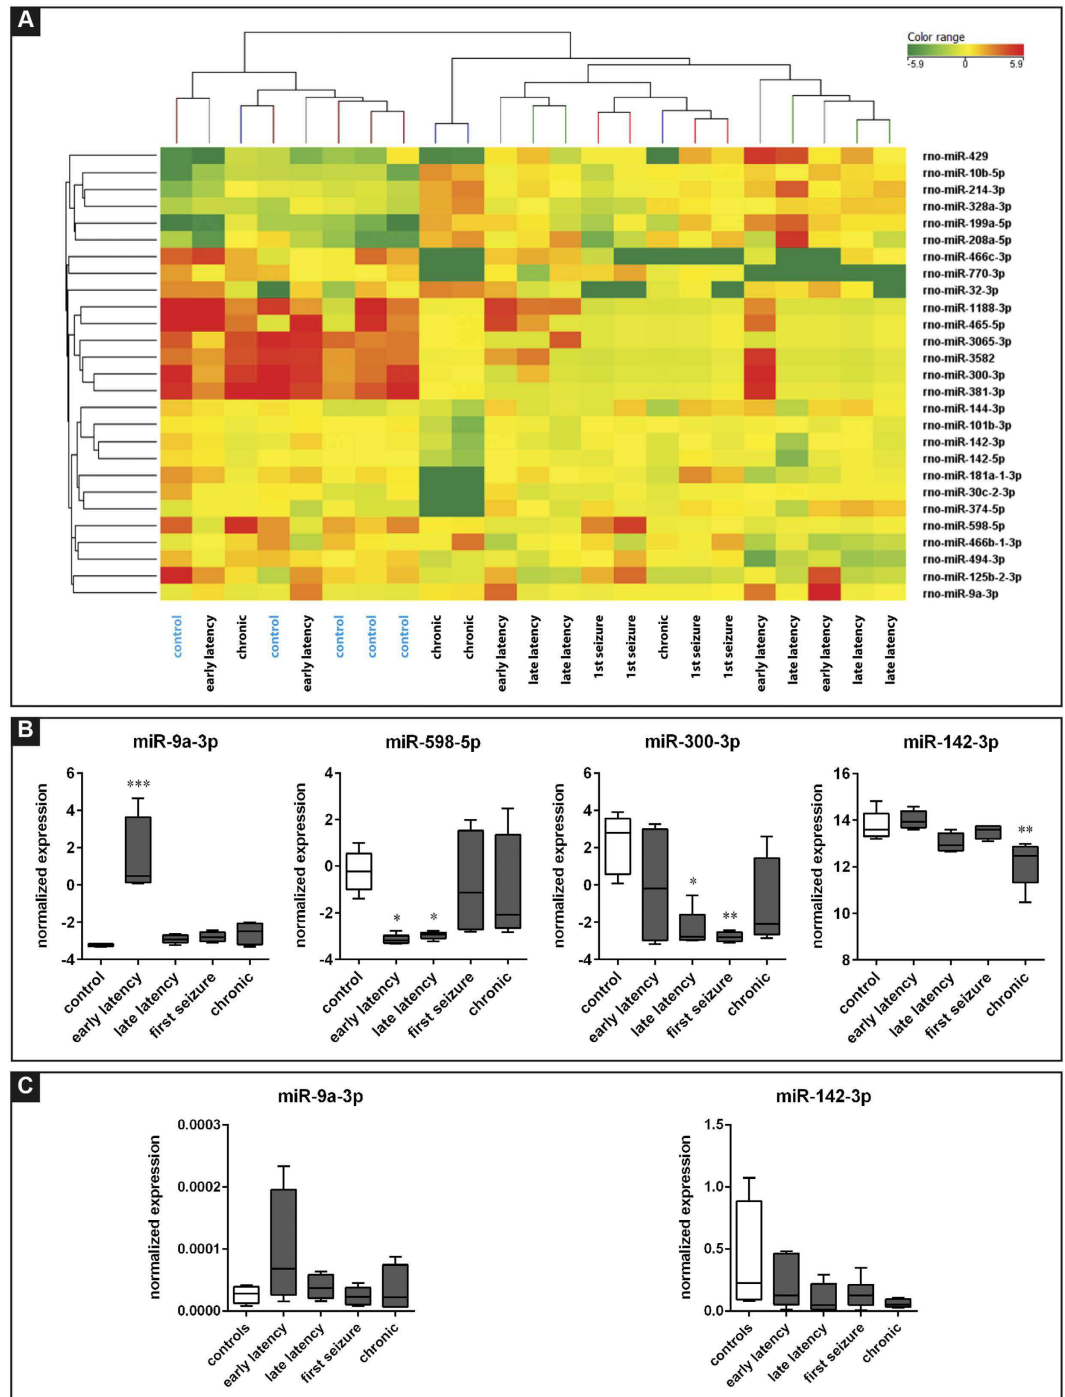 A
Color range
-5.9 0 5.9
rno-miR-429
rno-miR-10b-5p
rno-miR-214-3p
rno-miR-328a-3p
rno-miR-199a-5p
rno-miR-208a-5p
rno-miR-466c-3p
rno-miR-770-3p
rno-miR-32-3p
rno-miR-1188-3p
rno-miR-465-5p
rno-miR-3065-3p
rno-miR-3582
rno-miR-300-3p
rno-miR-381-3p
rno-miR-144-3p
rno-miR-101b-3p
rno-miR-142-3p
rno-miR-142-5p
rno-miR-181a-1-3p
rno-miR-30c-2-3p
rno-miR-374-5p
rno-miR-598-5p
rno-miR-466b-1-3p
rno-miR-494-3p
rno-miR-125b-2-3p
rno-miR-9a-3p
control
early latency
chronic
control
early latency
control
control
control
chronic
chronic
early latency
late latency
late latency
1st seizure
1st seizure
chronic
1st seizure
1st seizure
early latency
late latency
early latency
late latency
late latency
B
miR-9a-3p
normalized expression
6
4
2
0
-2
-4
***
control
early latency
late latency
first seizure
chronic
miR-598-5p
normalized expression
4
2
0
-2
-4
*
*
control
early latency
late latency
first seizure
chronic
miR-300-3p
normalized expression
6
4
2
0
-2
-4
*
**
control
early latency
late latency
first seizure
chronic
miR-142-3p
normalized expression
16
14
12
10
8
**
control
early latency
late latency
first seizure
chronic
C
miR-9a-3p
normalized expression
0.0003
0.0002
0.0001
0.0000
controls
early latency
late latency
first seizure
chronic
miR-142-3p
normalized expression
1.5
1.0
0.5
0.0
controls
early latency
late latency
first seizure
chronic